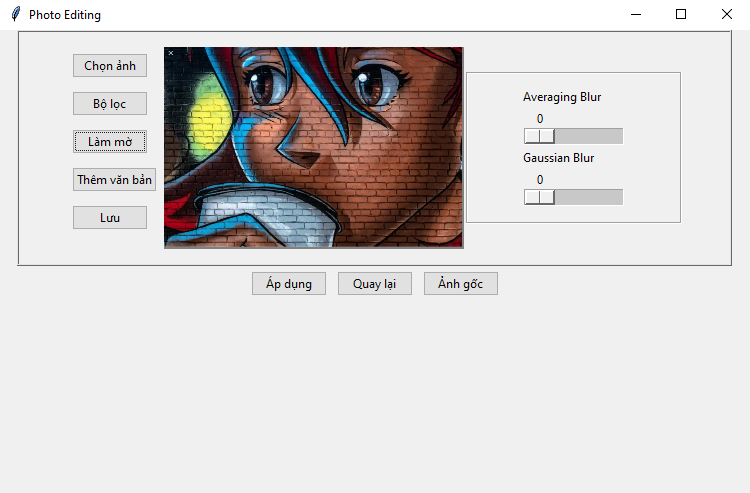 Photo Editing
Chọn ảnh
Bộ lọc
Làm mờ
Thêm văn bản
Lưu
Averaging Blur
0
Gaussian Blur
0
Áp dụng
Quay lại
Ảnh gốc